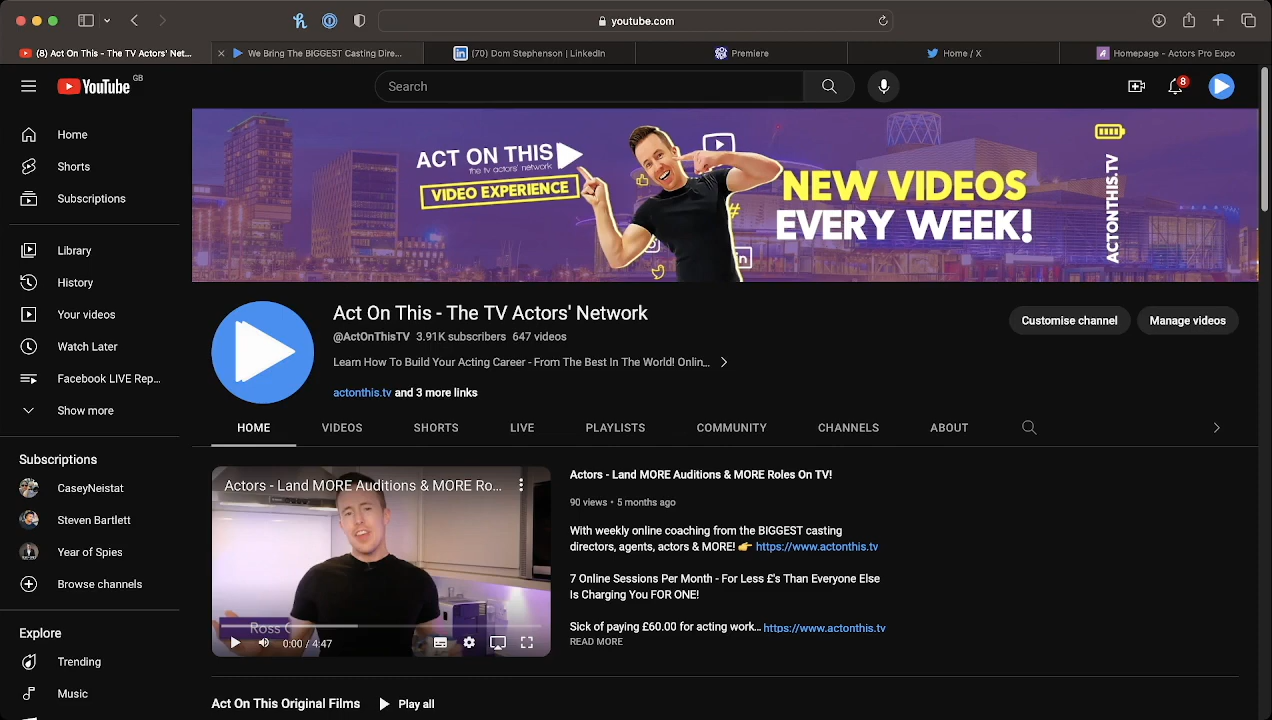 youtube.com
(8) Act On This - The TV Actors' Net...
We Bring The BIGGEST Casting Dire...
(70) Dom Stephenson | LinkedIn
Premiere
Home / X
Homepage - Actors Pro Expo
YouTube GB
Search
8
Home
Shorts
Subscriptions
Library
History
Your videos
Watch Later
Facebook LIVE Rep...
Show more
Subscriptions
CaseyNeistat
Steven Bartlett
Year of Spies
Browse channels
Explore
Trending
Music
ACT ON THIS
the tv actors' network
VIDEO EXPERIENCE
NEW VIDEOS
EVERY WEEK!
ACTONTHIS.TV
Act On This - The TV Actors' Network
@ActOnThisTV 3.91K subscribers 647 videos
Learn How To Build Your Acting Career - From The Best In The World! Onlin...
actonthis.tv and 3 more links
Customise channel
Manage videos
HOME
VIDEOS
SHORTS
LIVE
PLAYLISTS
COMMUNITY
CHANNELS
ABOUT
Actors - Land MORE Auditions & MORE Ro...
Ross
0:00 / 4:47
Actors - Land MORE Auditions & MORE Roles On TV!
90 views • 5 months ago
With weekly online coaching from the BIGGEST casting
directors, agents, actors & MORE! 👉 https://www.actonthis.tv
7 Online Sessions Per Month - For Less £'s Than Everyone Else
Is Charging You FOR ONE!
Sick of paying £60.00 for acting work... https://www.actonthis.tv
READ MORE
Act On This Original Films
Play all